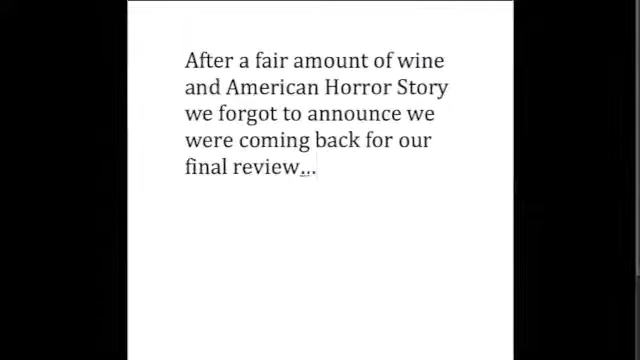 After a fair amount of wine
and American Horror Story
we forgot to announce we
were coming back for our
final review...